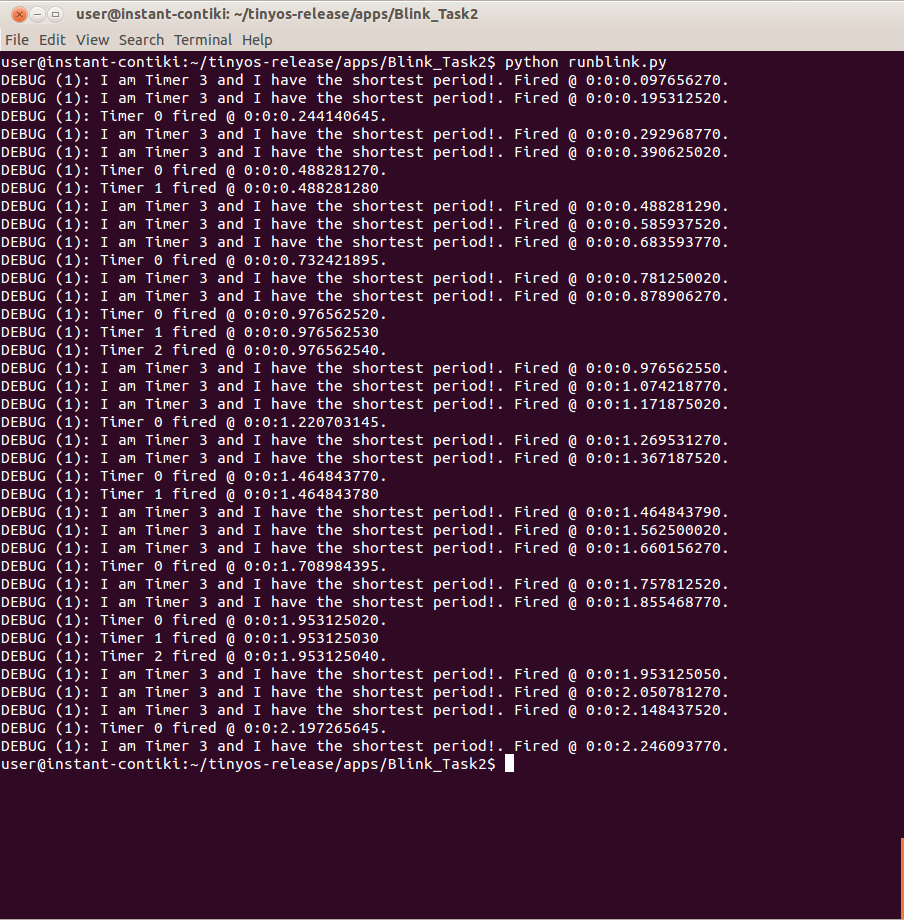 user@instant-contiki: ~/tinyos-release/apps/Blink_Task2
File Edit View Search Terminal Help
user@instant-contiki:~/tinyos-release/apps/Blink_Task2$ python runblink.py
DEBUG (1): I am Timer 3 and I have the shortest period!. Fired @ 0:0:0.097656270.
DEBUG (1): I am Timer 3 and I have the shortest period!. Fired @ 0:0:0.195312520.
DEBUG (1): Timer 0 fired @ 0:0:0.244140645.
DEBUG (1): I am Timer 3 and I have the shortest period!. Fired @ 0:0:0.292968770.
DEBUG (1): I am Timer 3 and I have the shortest period!. Fired @ 0:0:0.390625020.
DEBUG (1): Timer 0 fired @ 0:0:0.488281270.
DEBUG (1): Timer 1 fired @ 0:0:0.488281280
DEBUG (1): I am Timer 3 and I have the shortest period!. Fired @ 0:0:0.488281290.
DEBUG (1): I am Timer 3 and I have the shortest period!. Fired @ 0:0:0.585937520.
DEBUG (1): I am Timer 3 and I have the shortest period!. Fired @ 0:0:0.683593770.
DEBUG (1): Timer 0 fired @ 0:0:0.732421895.
DEBUG (1): I am Timer 3 and I have the shortest period!. Fired @ 0:0:0.781250020.
DEBUG (1): I am Timer 3 and I have the shortest period!. Fired @ 0:0:0.878906270.
DEBUG (1): Timer 0 fired @ 0:0:0.976562520.
DEBUG (1): Timer 1 fired @ 0:0:0.976562530
DEBUG (1): Timer 2 fired @ 0:0:0.976562540.
DEBUG (1): I am Timer 3 and I have the shortest period!. Fired @ 0:0:0.976562550.
DEBUG (1): I am Timer 3 and I have the shortest period!. Fired @ 0:0:1.074218770.
DEBUG (1): I am Timer 3 and I have the shortest period!. Fired @ 0:0:1.171875020.
DEBUG (1): Timer 0 fired @ 0:0:1.220703145.
DEBUG (1): I am Timer 3 and I have the shortest period!. Fired @ 0:0:1.269531270.
DEBUG (1): I am Timer 3 and I have the shortest period!. Fired @ 0:0:1.367187520.
DEBUG (1): Timer 0 fired @ 0:0:1.464843770.
DEBUG (1): Timer 1 fired @ 0:0:1.464843780
DEBUG (1): I am Timer 3 and I have the shortest period!. Fired @ 0:0:1.464843790.
DEBUG (1): I am Timer 3 and I have the shortest period!. Fired @ 0:0:1.562500020.
DEBUG (1): I am Timer 3 and I have the shortest period!. Fired @ 0:0:1.660156270.
DEBUG (1): Timer 0 fired @ 0:0:1.708984395.
DEBUG (1): I am Timer 3 and I have the shortest period!. Fired @ 0:0:1.757812520.
DEBUG (1): I am Timer 3 and I have the shortest period!. Fired @ 0:0:1.855468770.
DEBUG (1): Timer 0 fired @ 0:0:1.953125020.
DEBUG (1): Timer 1 fired @ 0:0:1.953125030
DEBUG (1): Timer 2 fired @ 0:0:1.953125040.
DEBUG (1): I am Timer 3 and I have the shortest period!. Fired @ 0:0:1.953125050.
DEBUG (1): I am Timer 3 and I have the shortest period!. Fired @ 0:0:2.050781270.
DEBUG (1): I am Timer 3 and I have the shortest period!. Fired @ 0:0:2.148437520.
DEBUG (1): Timer 0 fired @ 0:0:2.197265645.
DEBUG (1): I am Timer 3 and I have the shortest period!. Fired @ 0:0:2.246093770.
user@instant-contiki:~/tinyos-release/apps/Blink_Task2$